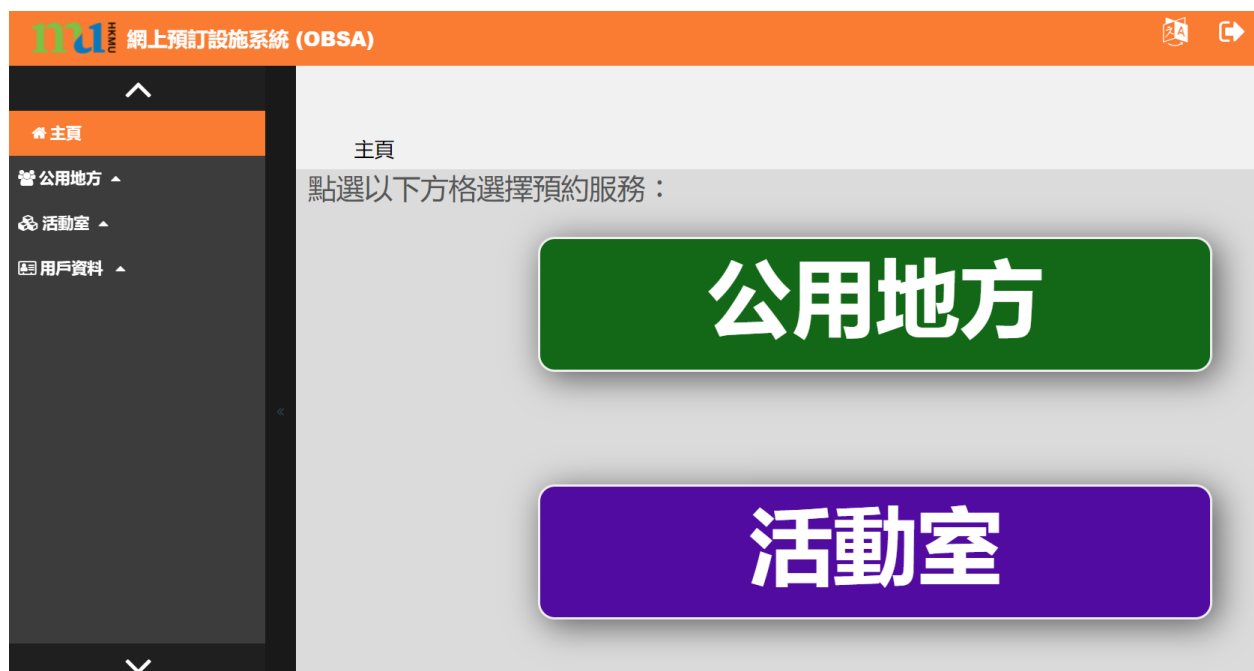 mu HKMU 網上預訂設施系統 (OBSA)
主頁
公用地方
活動室
用戶資料
主頁
點選以下方格選擇預約服務：
公用地方
活動室